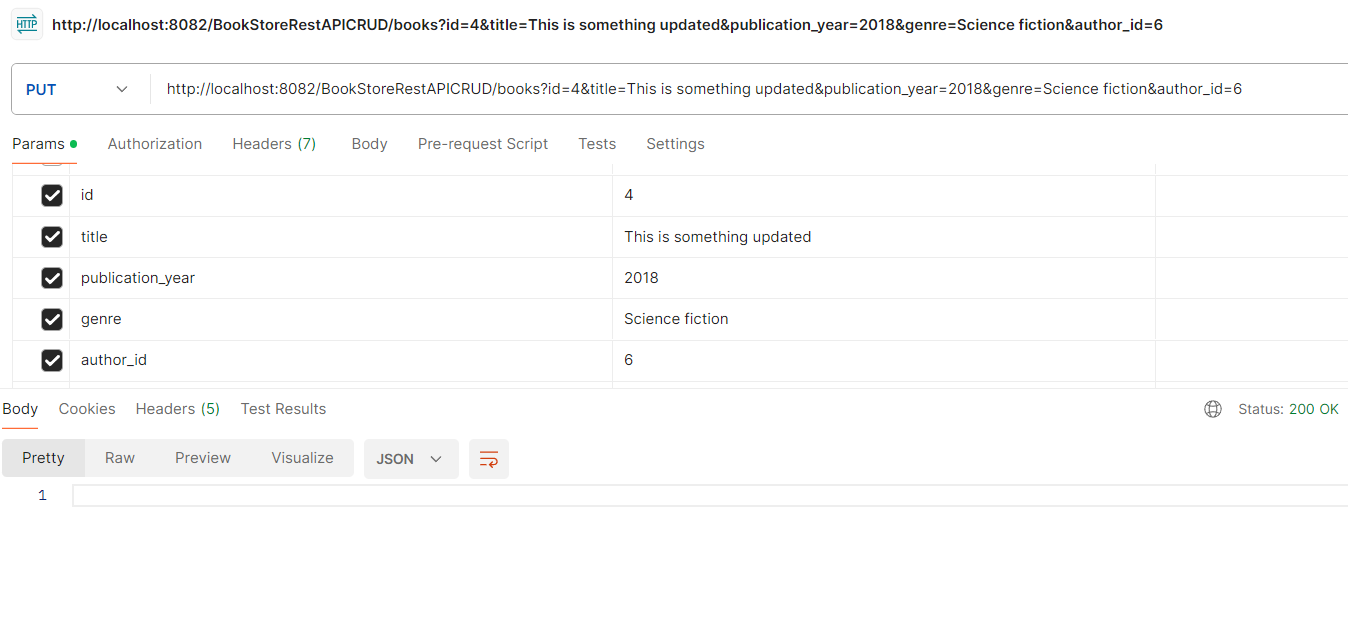 HTTP http://localhost:8082/BookStoreRestAPICRUD/books?id=4&title=This is something updated&publication_year=2018&genre=Science fiction&author_id=6
PUT http://localhost:8082/BookStoreRestAPICRUD/books?id=4&title=This is something updated&publication_year=2018&genre=Science fiction&author_id=6
Params Authorization Headers (7) Body Pre-request Script Tests Settings
id 4
title This is something updated
publication_year 2018
genre Science fiction
author_id 6
Body Cookies Headers (5) Test Results Status: 200 OK
Pretty Raw Preview Visualize JSON
1